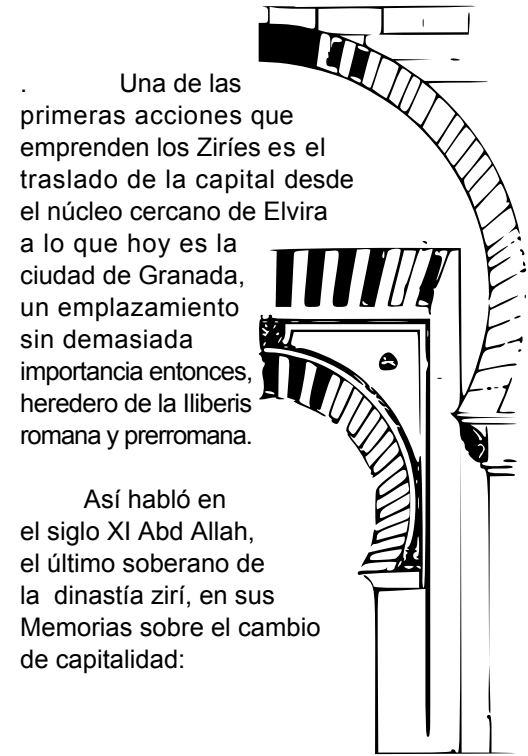 . Una de las
primeras acciones que
emprenden los Ziríes es el
traslado de la capital desde
el núcleo cercano de Elvira
a lo que hoy es la
ciudad de Granada,
un emplazamiento
sin demasiada
importancia entonces,
heredero de la Iliberis
romana y prerromana.
Así habló en
el siglo XI Abd Allah,
el último soberano de
la dinastía zirí, en sus
Memorias sobre el cambio
de capitalidad: